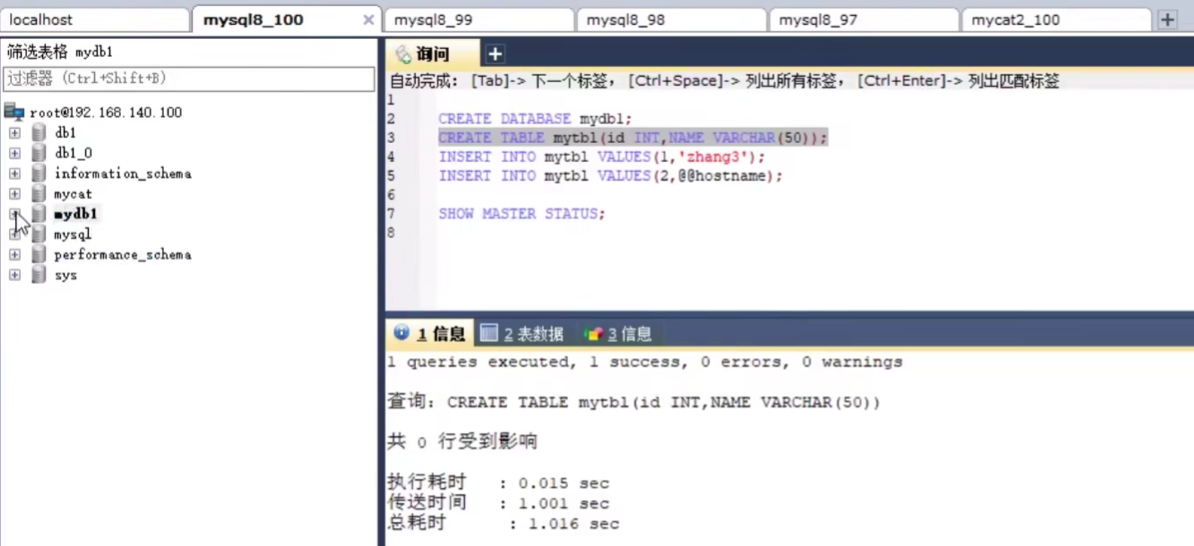 localhost
mysql8_100
mysql8_99
mysql8_98
mysql8_97
mycat2_100
筛选表格 mydb1
过滤器 (Ctrl+Shift+B)
root@192.168.140.100
db1
db1_0
information_schema
mycat
mydb1
mysql
performance_schema
sys
询问
自动完成: [Tab]-> 下一个标签, [Ctrl+Space]-> 列出所有标签, [Ctrl+Enter]-> 列出匹配标签
1
2 CREATE DATABASE mydb1;
3 CREATE TABLE mytbl(id INT,NAME VARCHAR(50));
4 INSERT INTO mytbl VALUES(1,'zhang3');
5 INSERT INTO mytbl VALUES(2,@@hostname);
6
7 SHOW MASTER STATUS;
8
1 信息 2 表数据 3 信息
1 queries executed, 1 success, 0 errors, 0 warnings
查询: CREATE TABLE mytbl(id INT,NAME VARCHAR(50))
共 0 行受到影响
执行耗时 : 0.015 sec
传送时间 : 1.001 sec
总耗时 : 1.016 sec